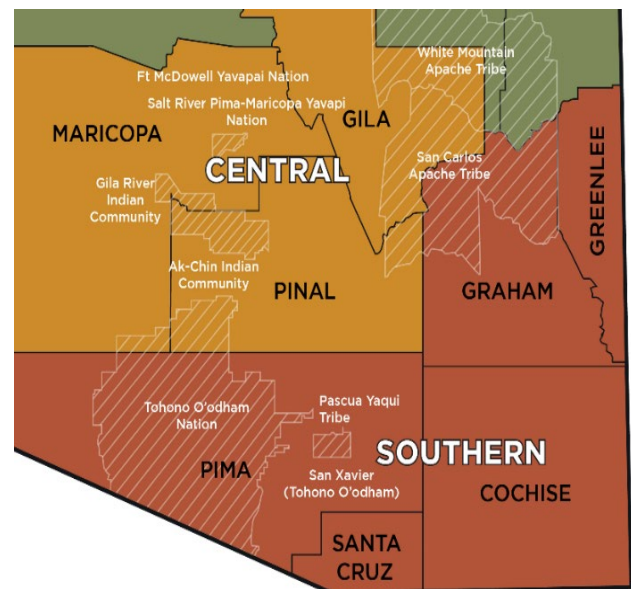 White Mountain
Apache Tribe
Ft McDowell Yavapai Nation
Salt River Pima-Maricopa Yavapi
Nation
GILA
MARICOPA
GREENLEE
San Carlos
Apache Tribe
CENTRAL
Gila River
Indian
Community
Ak-Chin Indian
Community
PINAL
GRAHAM
Pascua Yaqui
Tribe
Tohono O'odham
Nation
SOUTHERN
PIMA
San Xavier
(Tohono O'odham)
COCHISE
SANTA
CRUZ